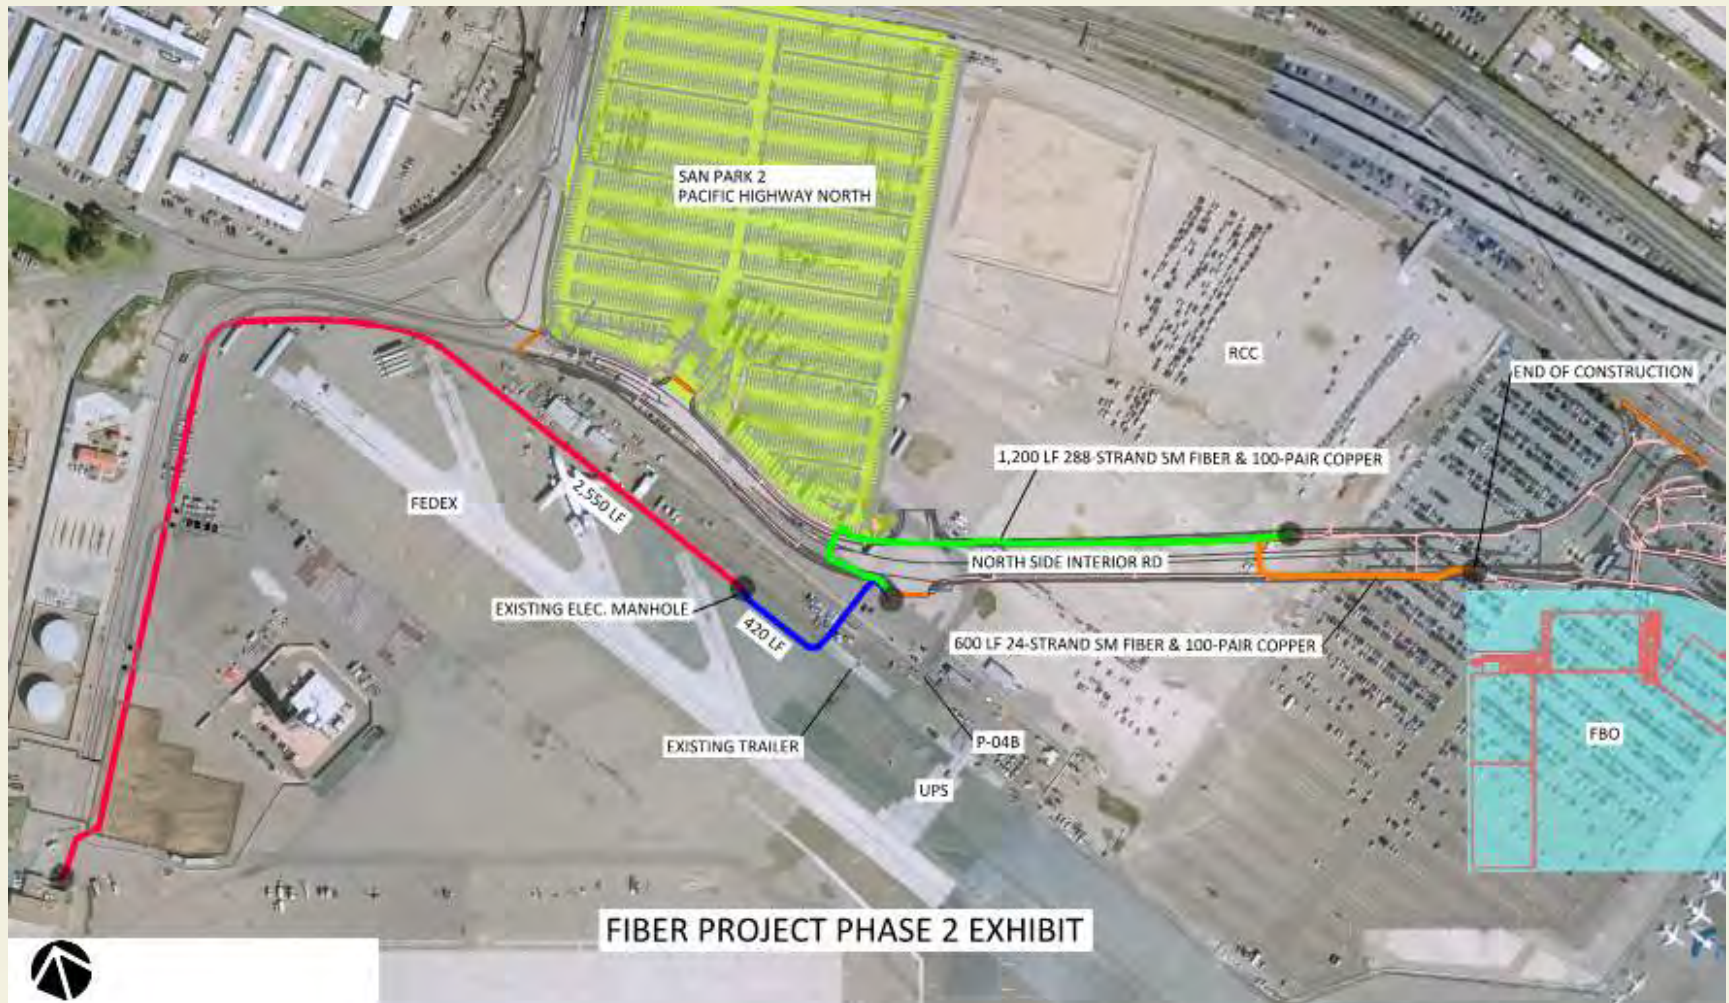 SAN PARK 2
PACIFIC HIGHWAY NORTH
RCC
END OF CONSTRUCTION
1,200 LF 288-STRAND SM FIBER & 100-PAIR COPPER
FEDEX
2,550 LF
NORTH SIDE INTERIOR RD
EXISTING ELEC. MANHOLE
420 LF
600 LF 24-STRAND SM FIBER & 100-PAIR COPPER
EXISTING TRAILER
P-04B
FBO
UPS
FIBER PROJECT PHASE 2 EXHIBIT